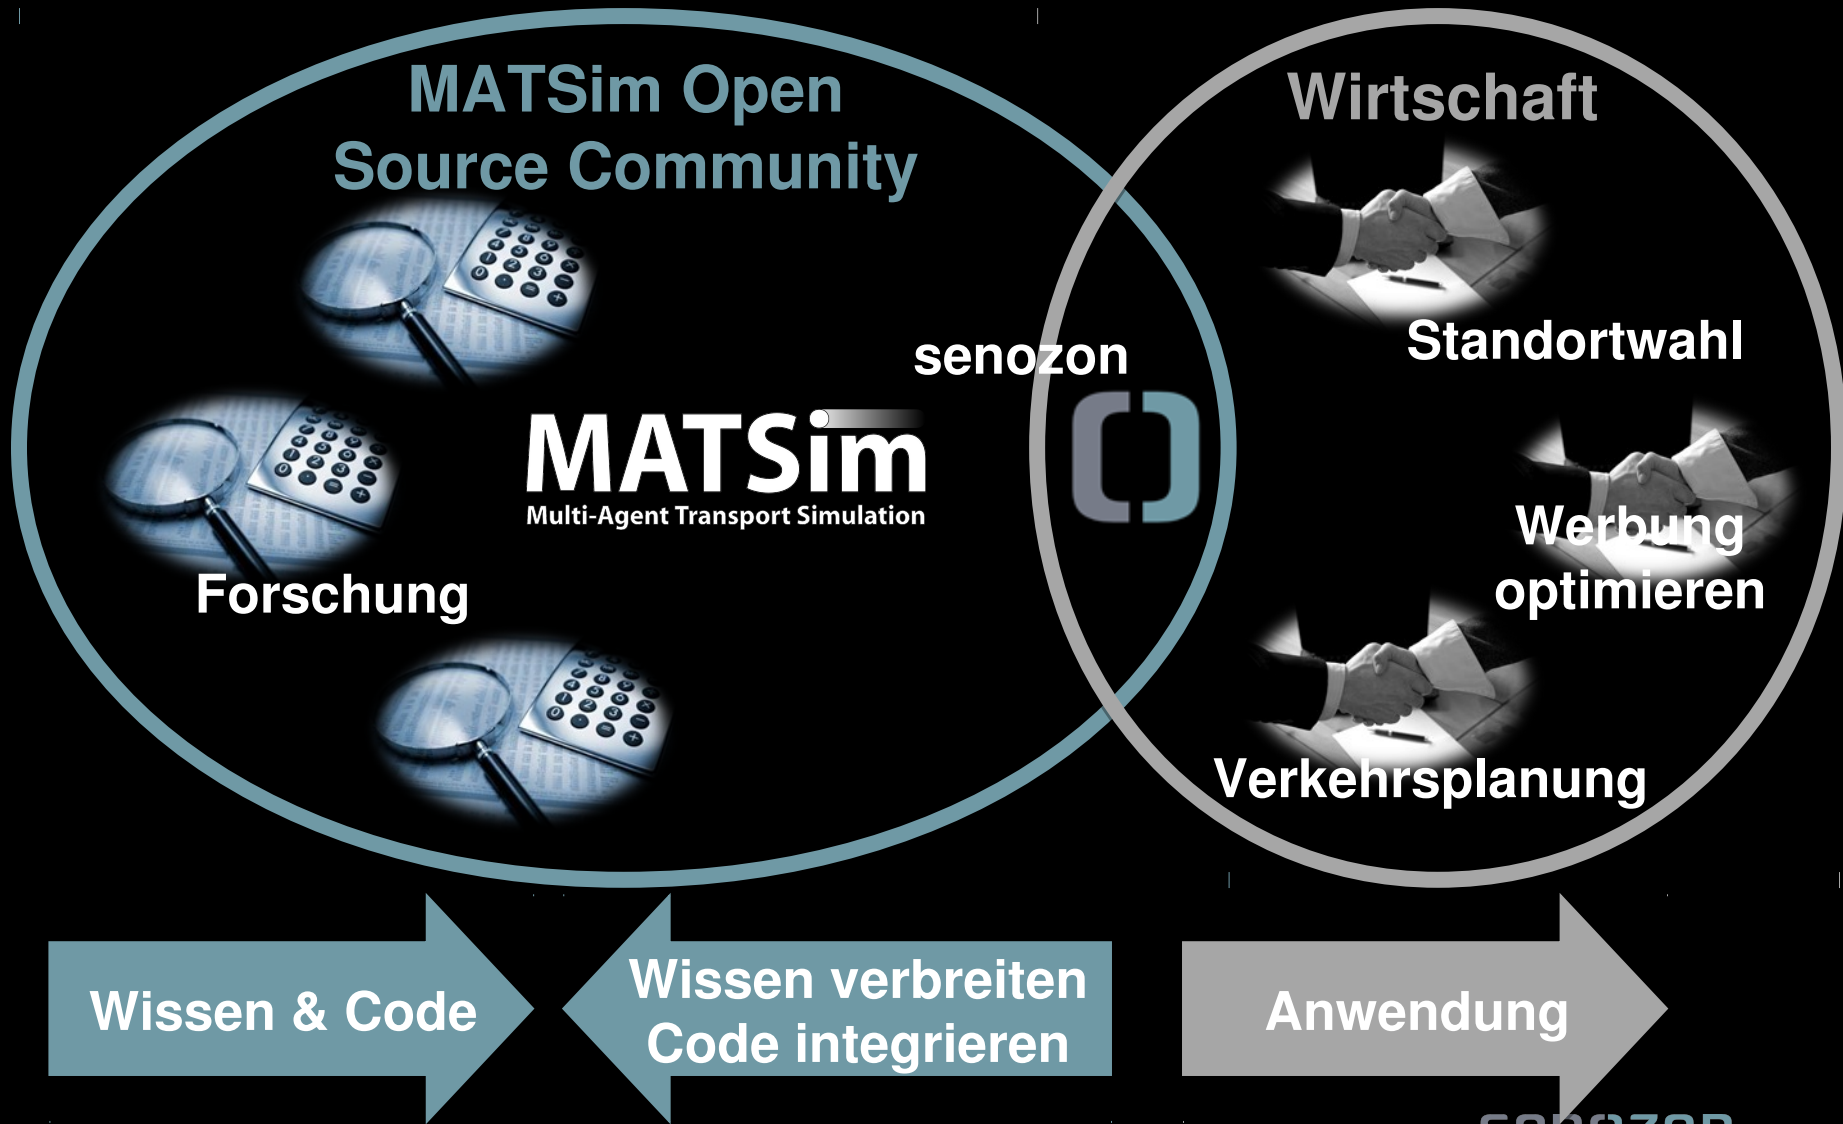 MATSim Open
Source Community
Wirtschaft
Standortwahl
senozon
MATSim
Multi-Agent Transport Simulation
Werbung
optimieren
Forschung
Verkehrsplanung
Wissen & Code
Wissen verbreiten
Code integrieren
Anwendung